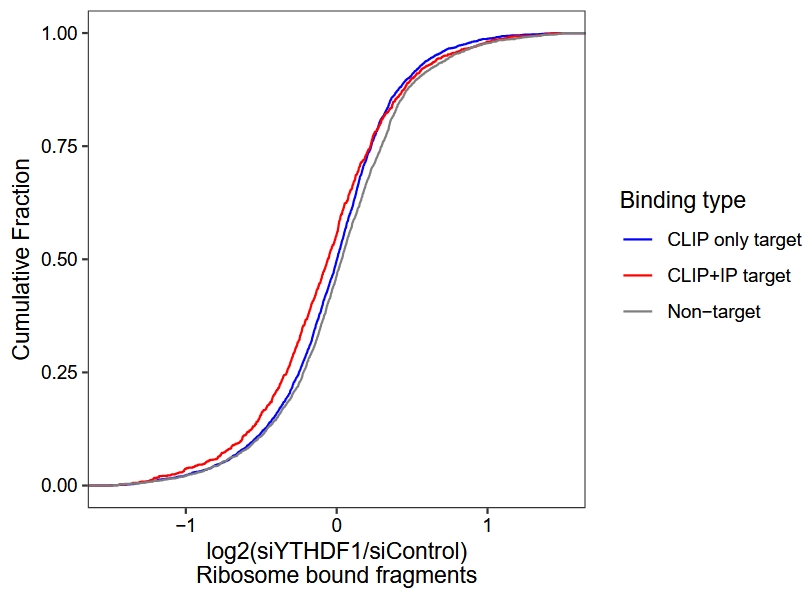 1.00
0.75
0.50
0.25
0.00
Cumulative Fraction
−1
0
1
log2(siYTHDF1/siControl)
Ribosome bound fragments
Binding type
CLIP only target
CLIP+IP target
Non−target